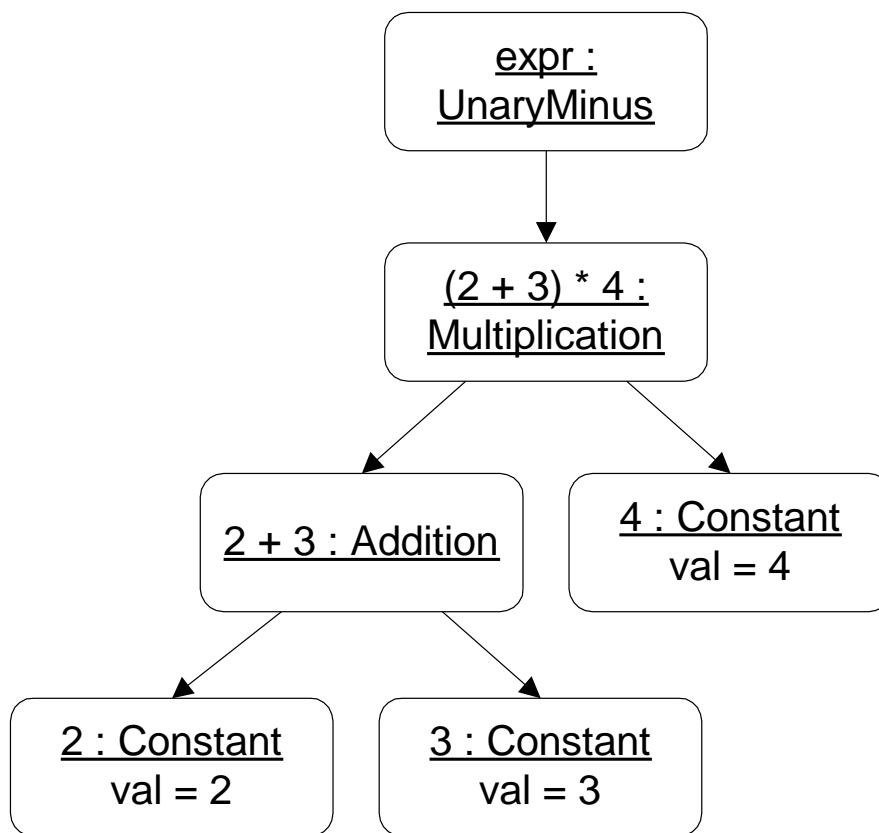 expr :
UnaryMinus
(2 + 3) * 4 :
Multiplication
2 + 3 : Addition
4 : Constant
val = 4
2 : Constant
val = 2
3 : Constant
val = 3